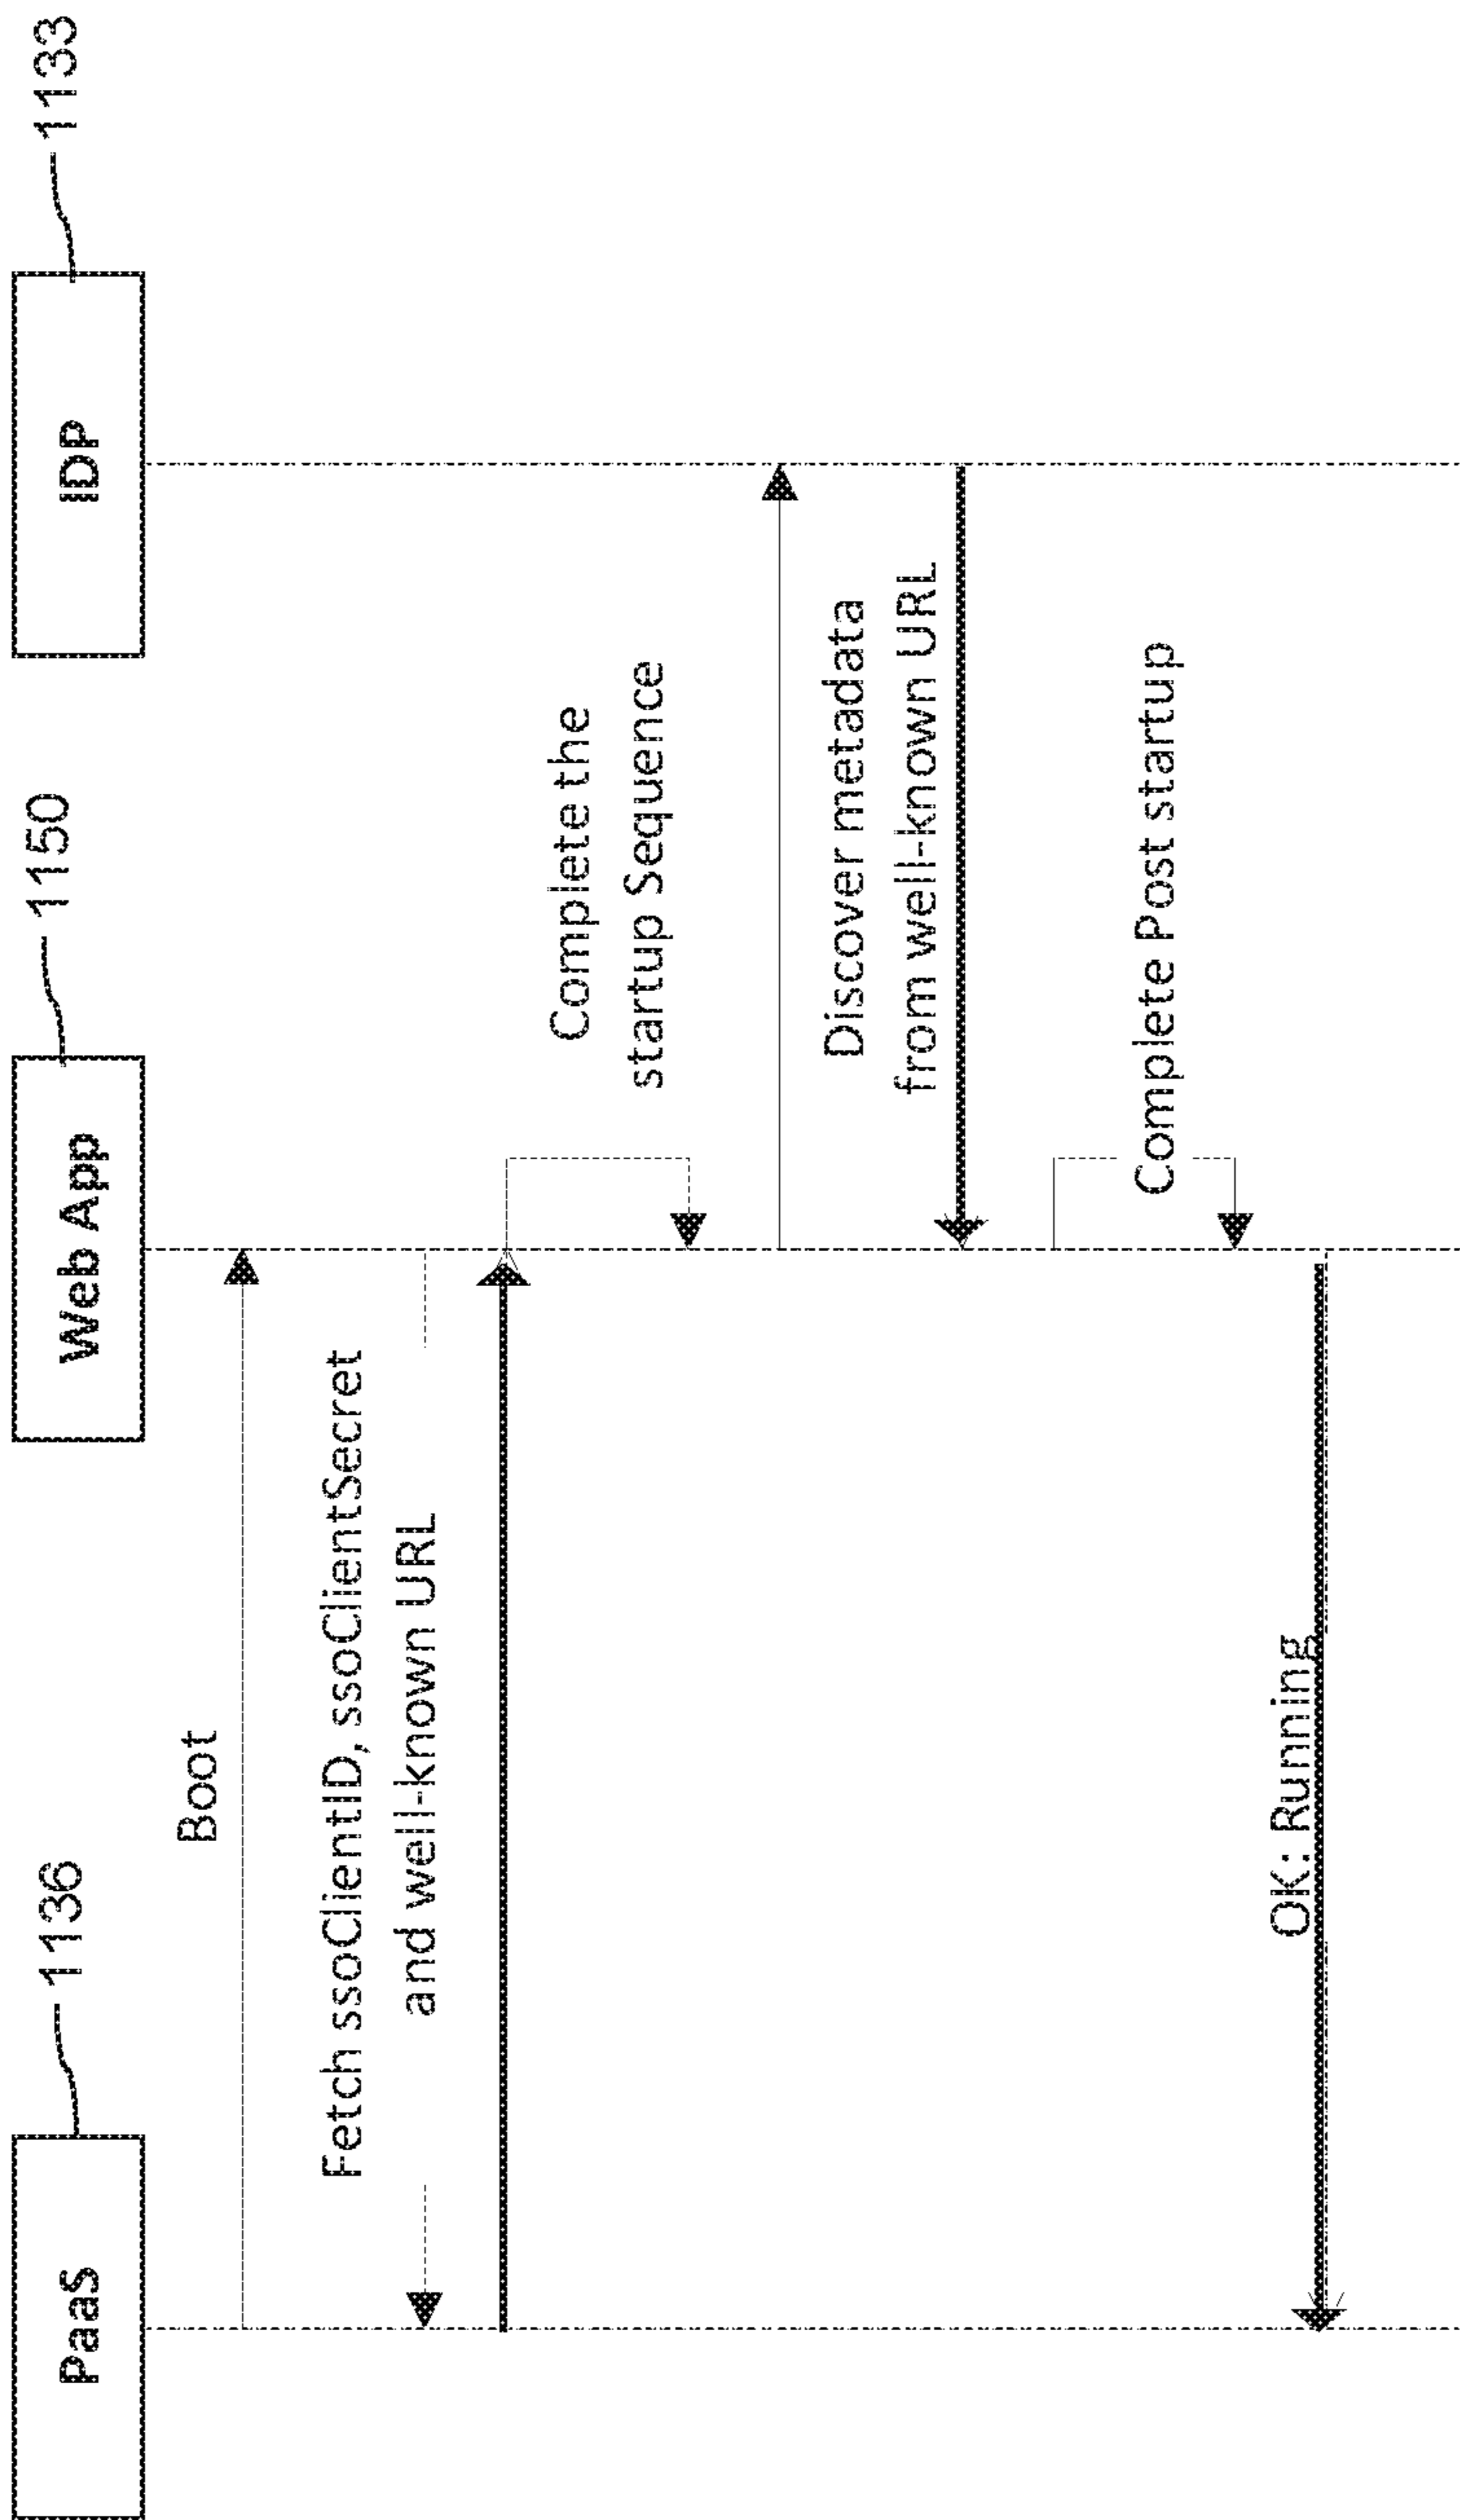 PaaS
1136
Web App
1150
IDP
1133
Boot
Fetch ssoClientID, ssoClientSecret
and well-known URL
Complete the
startup Sequence
Discover metadata
from well-known URL
Complete Post startup
OK: Running